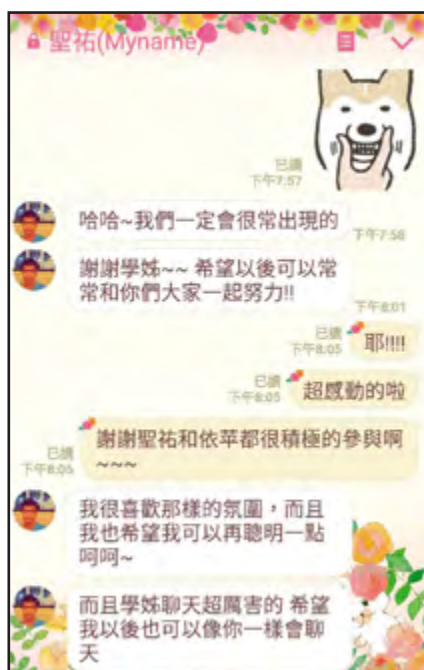 聖祐(Myname)
已讀
下午7:57
哈哈~我們一定會很常出現的
下午7:58
謝謝學姊~~ 希望以後可以常
常和你們大家一起努力!!
下午8:01
已讀
下午8:05
耶!!!!
已讀
下午8:05
超感動的啦
已讀
下午8:05
謝謝聖祐和依苹都很積極的參與啊
~~~
我很喜歡那樣的氛圍,而且
我也希望我可以再聰明一點
呵呵~
而且學姊聊天超厲害的 希望
我以後也可以像你一樣會聊
天